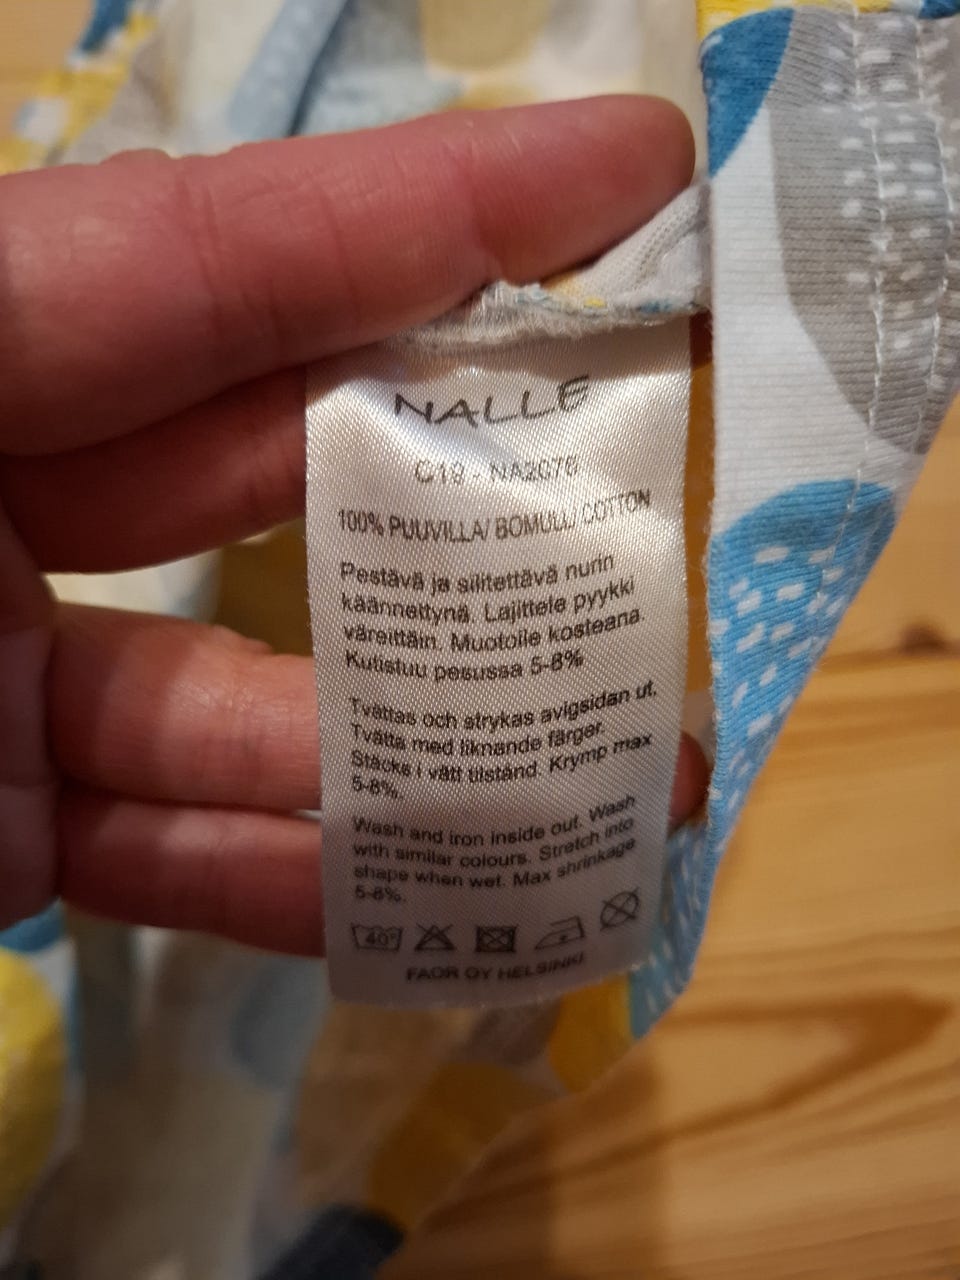 NALLE
C19 - NA2076
100% PUUVILLA/ BOMULL/ COTTON
Pestävä ja silitettävä nurin
käännettynä. Lajittele pyykki
väreittäin. Muotoile kosteana.
Kutistuu pesussa 5-8%
Tvättas och strykas avigsidan ut.
Tvätta med liknande färger.
Stäcks i vått tilstånd. Krymp max
5-8%.
Wash and iron inside out. Wash
with similar colours. Stretch into
shape when wet. Max shrinkage
5-8%.
40°
FAOR OY HELSINKI